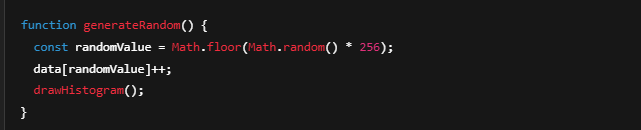 function generateRandom() {
  const randomValue = Math.floor(Math.random() * 256);
  data[randomValue]++;
  drawHistogram();
}